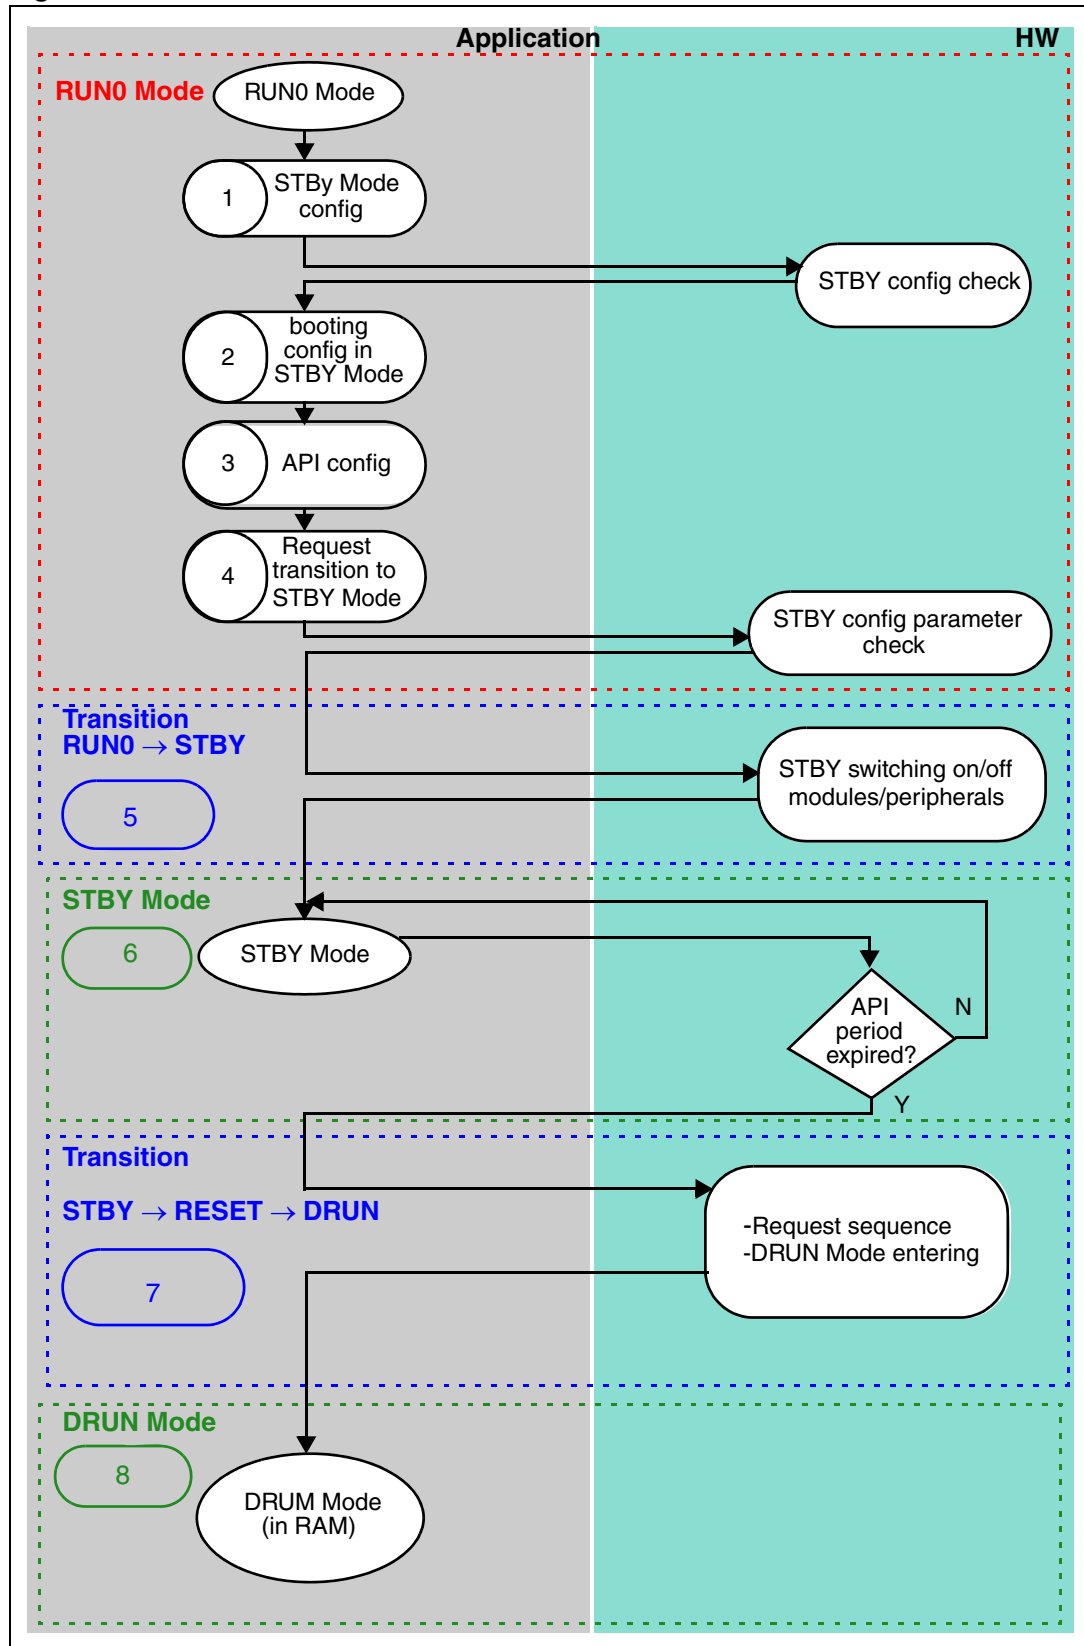 Application
HW
RUN0 Mode
RUN0 Mode
1
STBy Mode
config
STBY config check
2
booting
config in
STBY Mode
3
API config
4
Request
transition to
STBY Mode
STBY config parameter
check
Transition
RUN0 → STBY
5
STBY switching on/off
modules/peripherals
STBY Mode
6
STBY Mode
API
period
expired?
N
Y
Transition
STBY → RESET → DRUN
7
-Request sequence
-DRUN Mode entering
DRUN Mode
8
DRUM Mode
(in RAM)